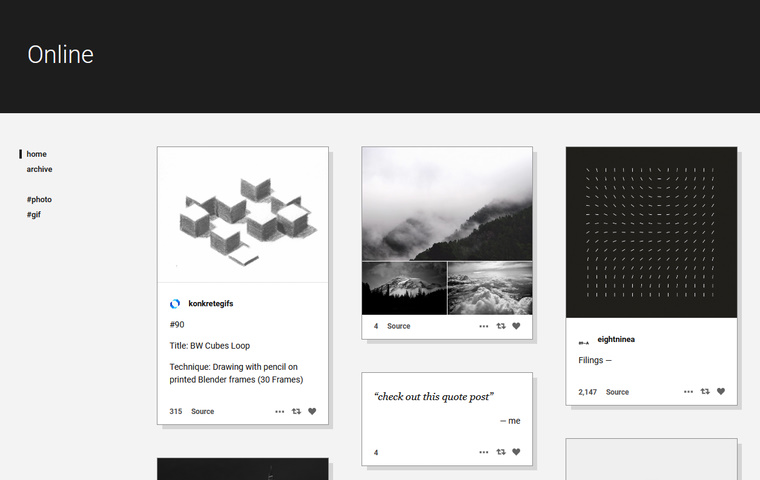 Online
home
archive
#photo
#gif
konkretegifs
#90
Title: BW Cubes Loop
Technique: Drawing with pencil on
printed Blender frames (30 Frames)
315 Source
4 Source
“check out this quote post”
— me
4
eightninea
Filings —
2,147 Source